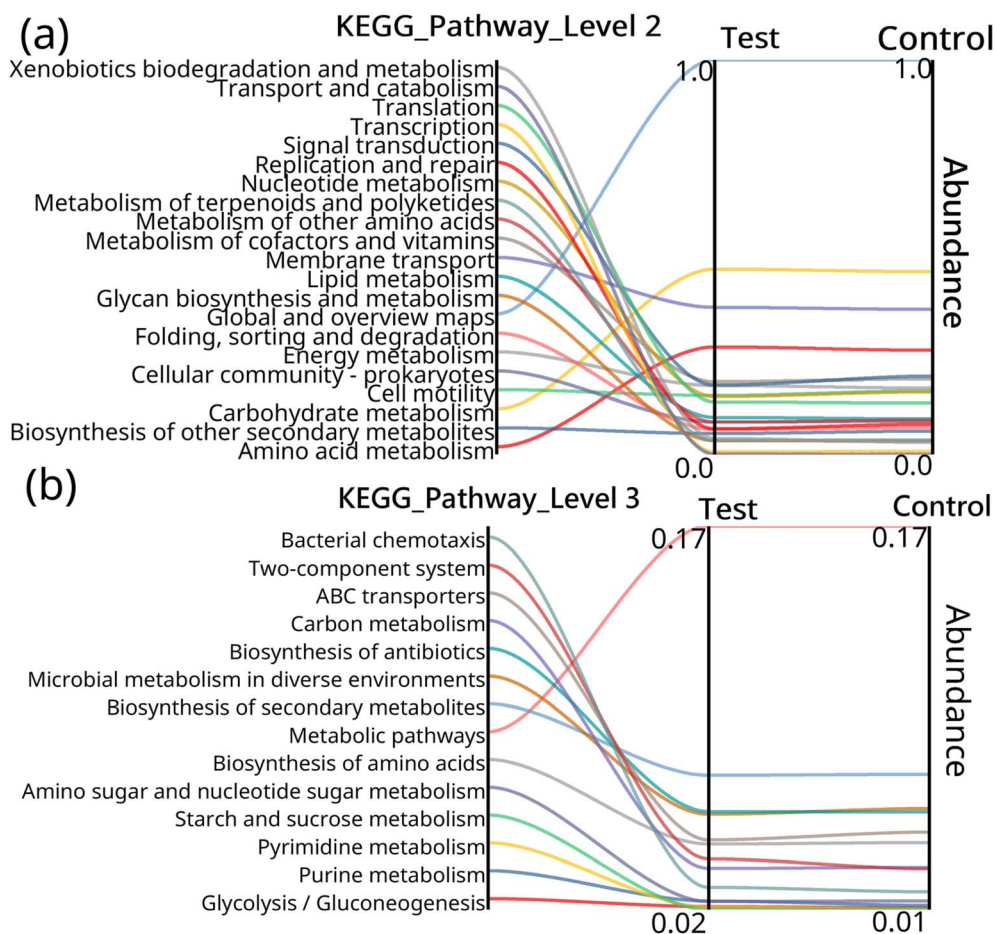 (a)
KEGG_Pathway_Level 2
Test
Control
Xenobiotics biodegradation and metabolism
1.0
1.0
Transport and catabolism
Translation
Transcription
Signal transduction
Replication and repair
Nucleotide metabolism
Metabolism of terpenoids and polyketides
Metabolism of other amino acids
Metabolism of cofactors and vitamins
Membrane transport
Lipid metabolism
Glycan biosynthesis and metabolism
Global and overview maps
Folding, sorting and degradation
Energy metabolism
Cellular community - prokaryotes
Cell motility
Carbohydrate metabolism
Biosynthesis of other secondary metabolites
Amino acid metabolism
Abundance
0.0
0.0
(b)
KEGG_Pathway_Level 3
Test
Control
0.17
0.17
Bacterial chemotaxis
Two-component system
ABC transporters
Carbon metabolism
Biosynthesis of antibiotics
Microbial metabolism in diverse environments
Biosynthesis of secondary metabolites
Metabolic pathways
Biosynthesis of amino acids
Amino sugar and nucleotide sugar metabolism
Starch and sucrose metabolism
Pyrimidine metabolism
Purine metabolism
Glycolysis / Gluconeogenesis
Abundance
0.02
0.01